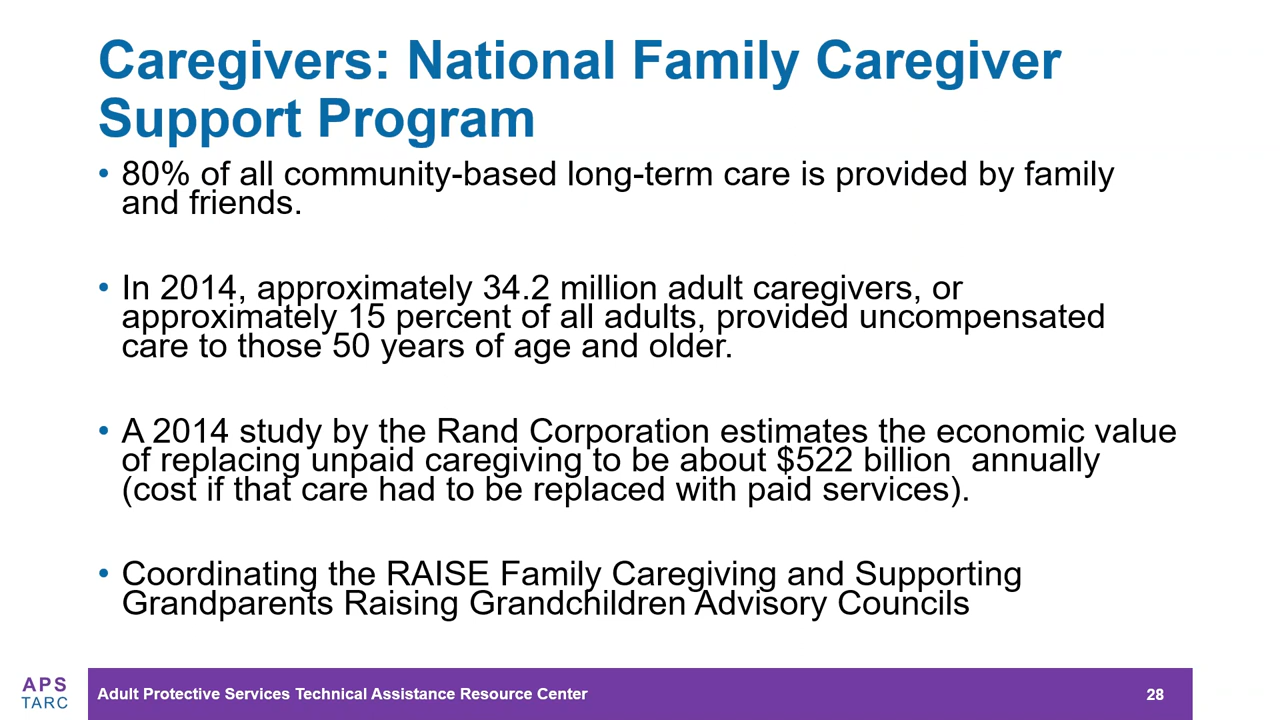 Caregivers: National Family Caregiver
Support Program
• 80% of all community-based long-term care is provided by family
and friends.
• In 2014, approximately 34.2 million adult caregivers, or
approximately 15 percent of all adults, provided uncompensated
care to those 50 years of age and older.
• A 2014 study by the Rand Corporation estimates the economic value
of replacing unpaid caregiving to be about $522 billion  annually
(cost if that care had to be replaced with paid services).
• Coordinating the RAISE Family Caregiving and Supporting
Grandparents Raising Grandchildren Advisory Councils
APS
TARC
Adult Protective Services Technical Assistance Resource Center
28